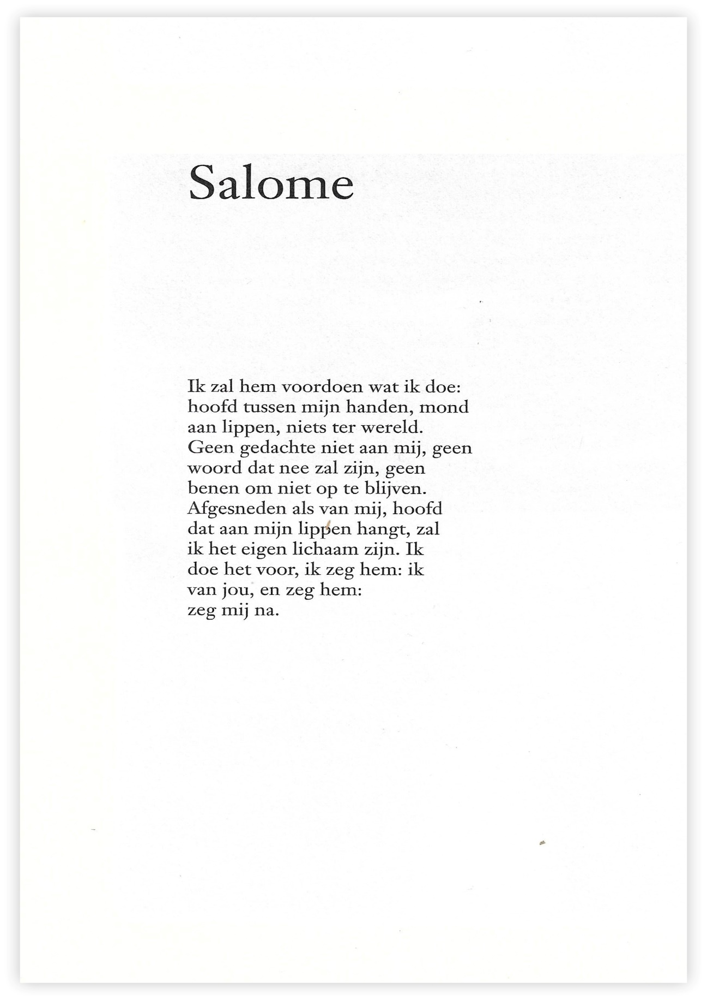 Salome
Ik zal hem voordoen wat ik doe:
hoofd tussen mijn handen, mond
aan lippen, niets ter wereld.
Geen gedachte niet aan mij, geen
woord dat nee zal zijn, geen
benen om niet op te blijven.
Afgesneden als van mij, hoofd
dat aan mijn lippen hangt, zal
ik het eigen lichaam zijn. Ik
doe het voor, ik zeg hem: ik
van jou, en zeg hem:
zeg mij na.